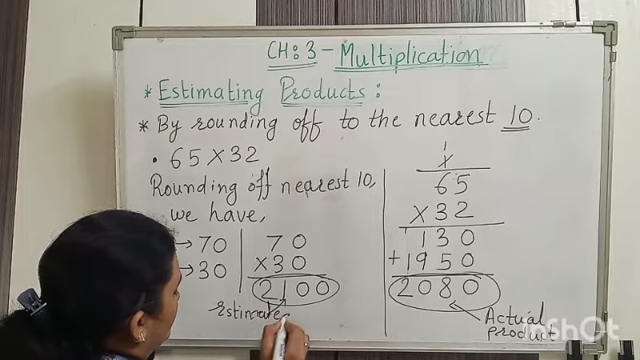 CH: 3 - Multiplication
* Estimating Products:
* By rounding off to the nearest 10.
• 65 X 32
Rounding off nearest 10,
we have,
→ 70
→ 30
70
X 30
2100
Estimate
1
1
65
X 32
130
+ 1950
2080
Actual
product
InShot